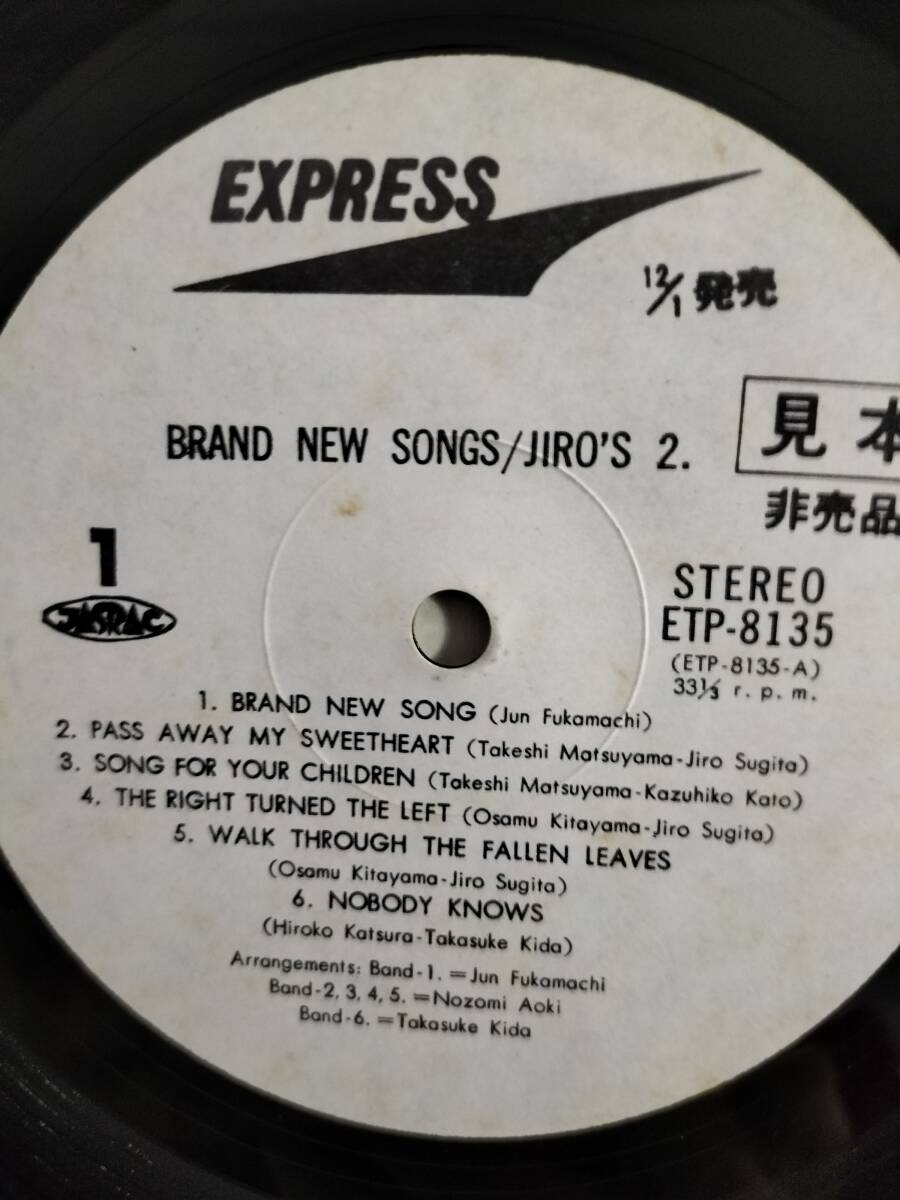 EXPRESS
12/1 発売
BRAND NEW SONGS/JIRO'S 2.
見本
非売品
1
JASRAC
STEREO
ETP-8135
(ETP-8135-A)
33⅓ r.p.m.
1. BRAND NEW SONG (Jun Fukamachi)
2. PASS AWAY MY SWEETHEART (Takeshi Matsuyama-Jiro Sugita)
3. SONG FOR YOUR CHILDREN (Takeshi Matsuyama-Kazuhiko Kato)
4. THE RIGHT TURNED THE LEFT (Osamu Kitayama-Jiro Sugita)
5. WALK THROUGH THE FALLEN LEAVES
(Osamu Kitayama-Jiro Sugita)
6. NOBODY KNOWS
(Hiroko Katsura-Takasuke Kida)
Arrangements: Band-1.=Jun Fukamachi
Band-2, 3, 4, 5.=Nozomi Aoki
Band-6.=Takasuke Kida